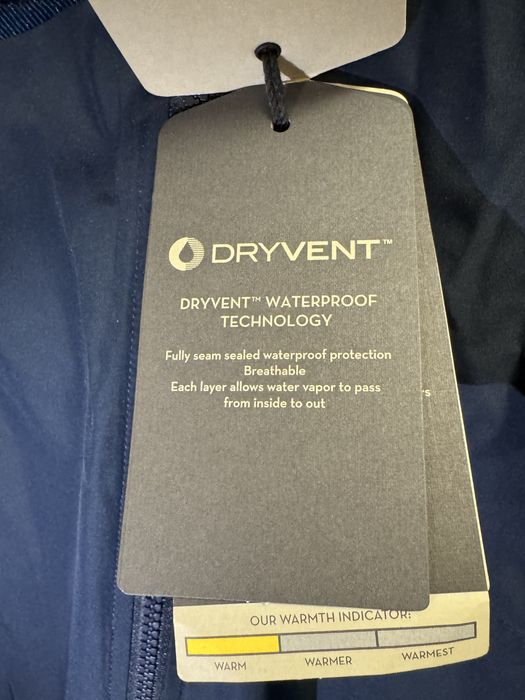 DRYVENT™
DRYVENT™ WATERPROOF
TECHNOLOGY
Fully seam sealed waterproof protection
Breathable
Each layer allows water vapor to pass
from inside to out
OUR WARMTH INDICATOR:
WARM WARMER WARMEST